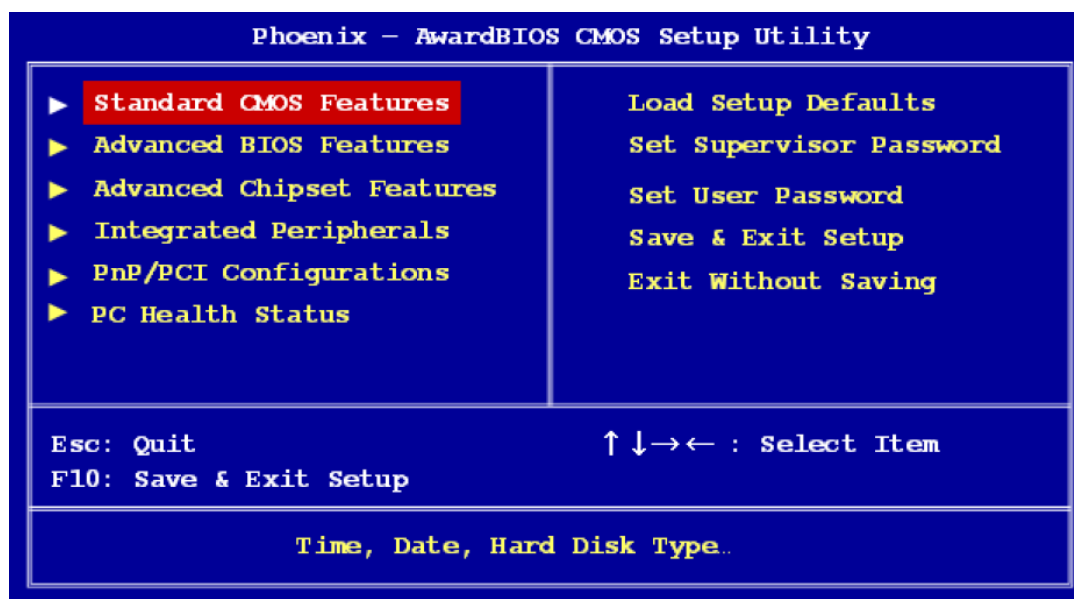 Phoenix – AwardBIOS CMOS Setup Utility
▶ Standard CMOS Features
▶ Advanced BIOS Features
▶ Advanced Chipset Features
▶ Integrated Peripherals
▶ PnP/PCI Configurations
▶ PC Health Status
Load Setup Defaults
Set Supervisor Password
Set User Password
Save & Exit Setup
Exit Without Saving
Esc: Quit
F10: Save & Exit Setup
↑↓→← : Select Item
Time, Date, Hard Disk Type…